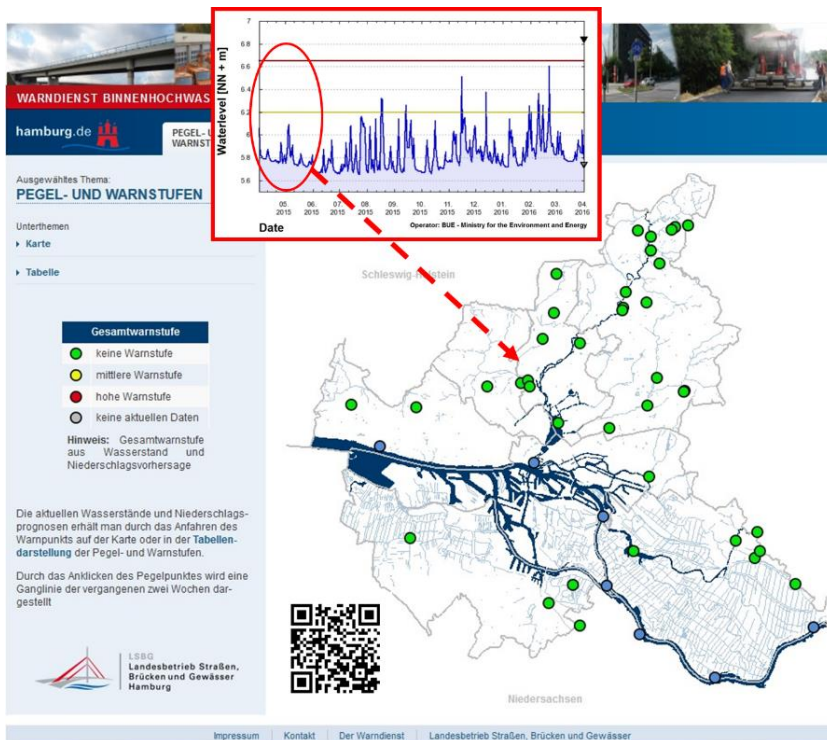 7
6.8
6.6
6.4
6.2
6
5.8
5.6
Waterlevel [NN + m]
05.
2015
06.
2015
07.
2015
08.
2015
09.
2015
10.
2015
11.
2015
12.
2015
01.
2016
02.
2016
03.
2016
04.
2016
Date
Operator: BUE - Ministry for the Environment and Energy
WARNDIENST BINNENHOCHWAS
hamburg.de
PEGEL- U
WARNST
Ausgewähltes Thema:
PEGEL- UND WARNSTUFEN
Unterthemen
Karte
Tabelle
Gesamtwarnstufe
keine Warnstufe
mittlere Warnstufe
hohe Warnstufe
keine aktuellen Daten
Hinweis: Gesamtwarnstufe
aus Wasserstand und
Niederschlagsvorhersage
Die aktuellen Wasserstände und Niederschlags-
prognosen erhält man durch das Anfahren des
Warnpunkts auf der Karte oder in der Tabellen-
darstellung der Pegel- und Warnstufen.
Durch das Anklicken des Pegelpunktes wird eine
Ganglinie der vergangenen zwei Wochen dar-
gestellt
LSBG
Landesbetrieb Straßen,
Brücken und Gewässer
Hamburg
Schleswig-Holstein
Niedersachsen
Impressum | Kontakt | Der Warndienst | Landesbetrieb Straßen, Brücken und Gewässer